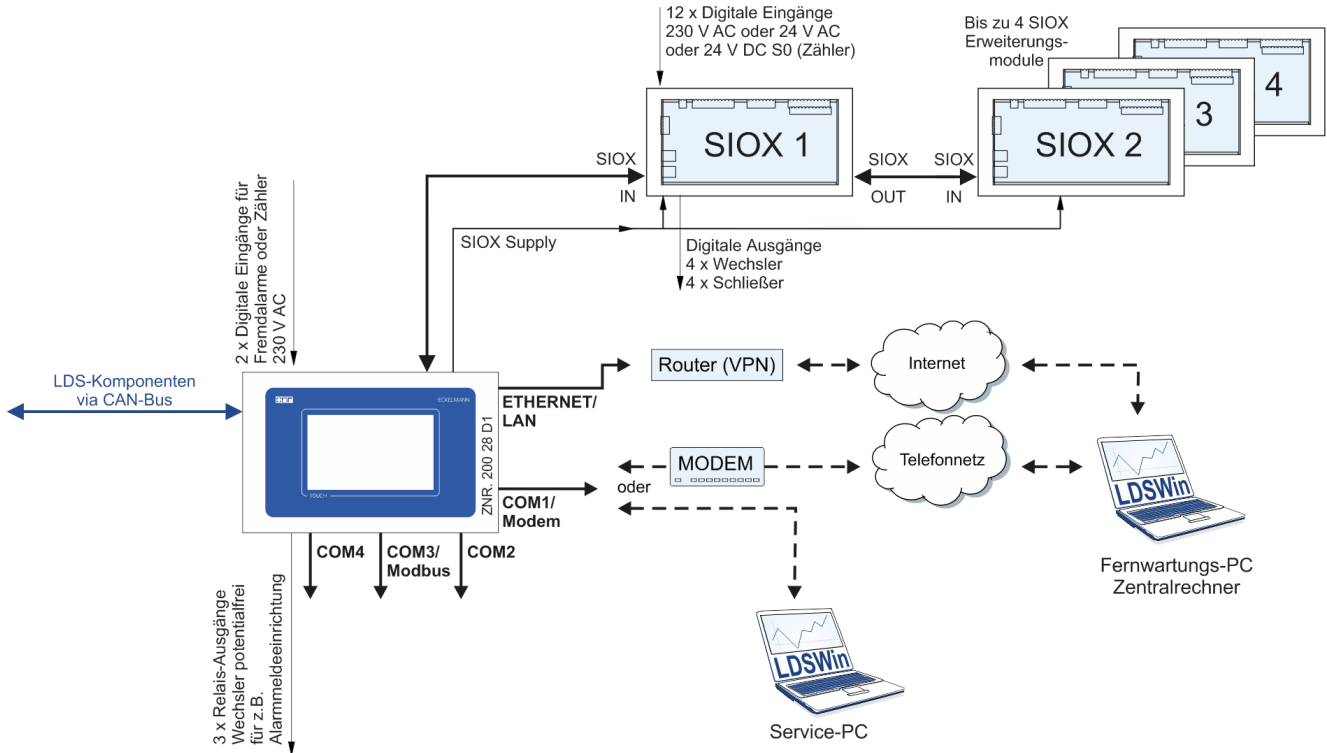 12 x Digitale Eingänge
230 V AC oder 24 V AC
oder 24 V DC S0 (Zähler)
Bis zu 4 SIOX
Erweiterungs-
module
4
3
SIOX 1
SIOX 2
SIOX
IN
SIOX
OUT
SIOX
IN
SIOX Supply
Digitale Ausgänge
4 x Wechsler
4 x Schließer
2 x Digitale Eingänge für
Fremdalarme oder Zähler
230 V AC
LDS-Komponenten
via CAN-Bus
ECKELMANN
TOUCH
ZNR. 200 28 D1
ETHERNET/
LAN
Router (VPN)
Internet
COM1/
Modem
oder
MODEM
Telefonnetz
LDSWin
Fernwartungs-PC
Zentralrechner
COM4
COM3/
Modbus
COM2
3 x Relais-Ausgänge
Wechsler potentialfrei
für z.B.
Alarmmeldeeinrichtung
LDSWin
Service-PC